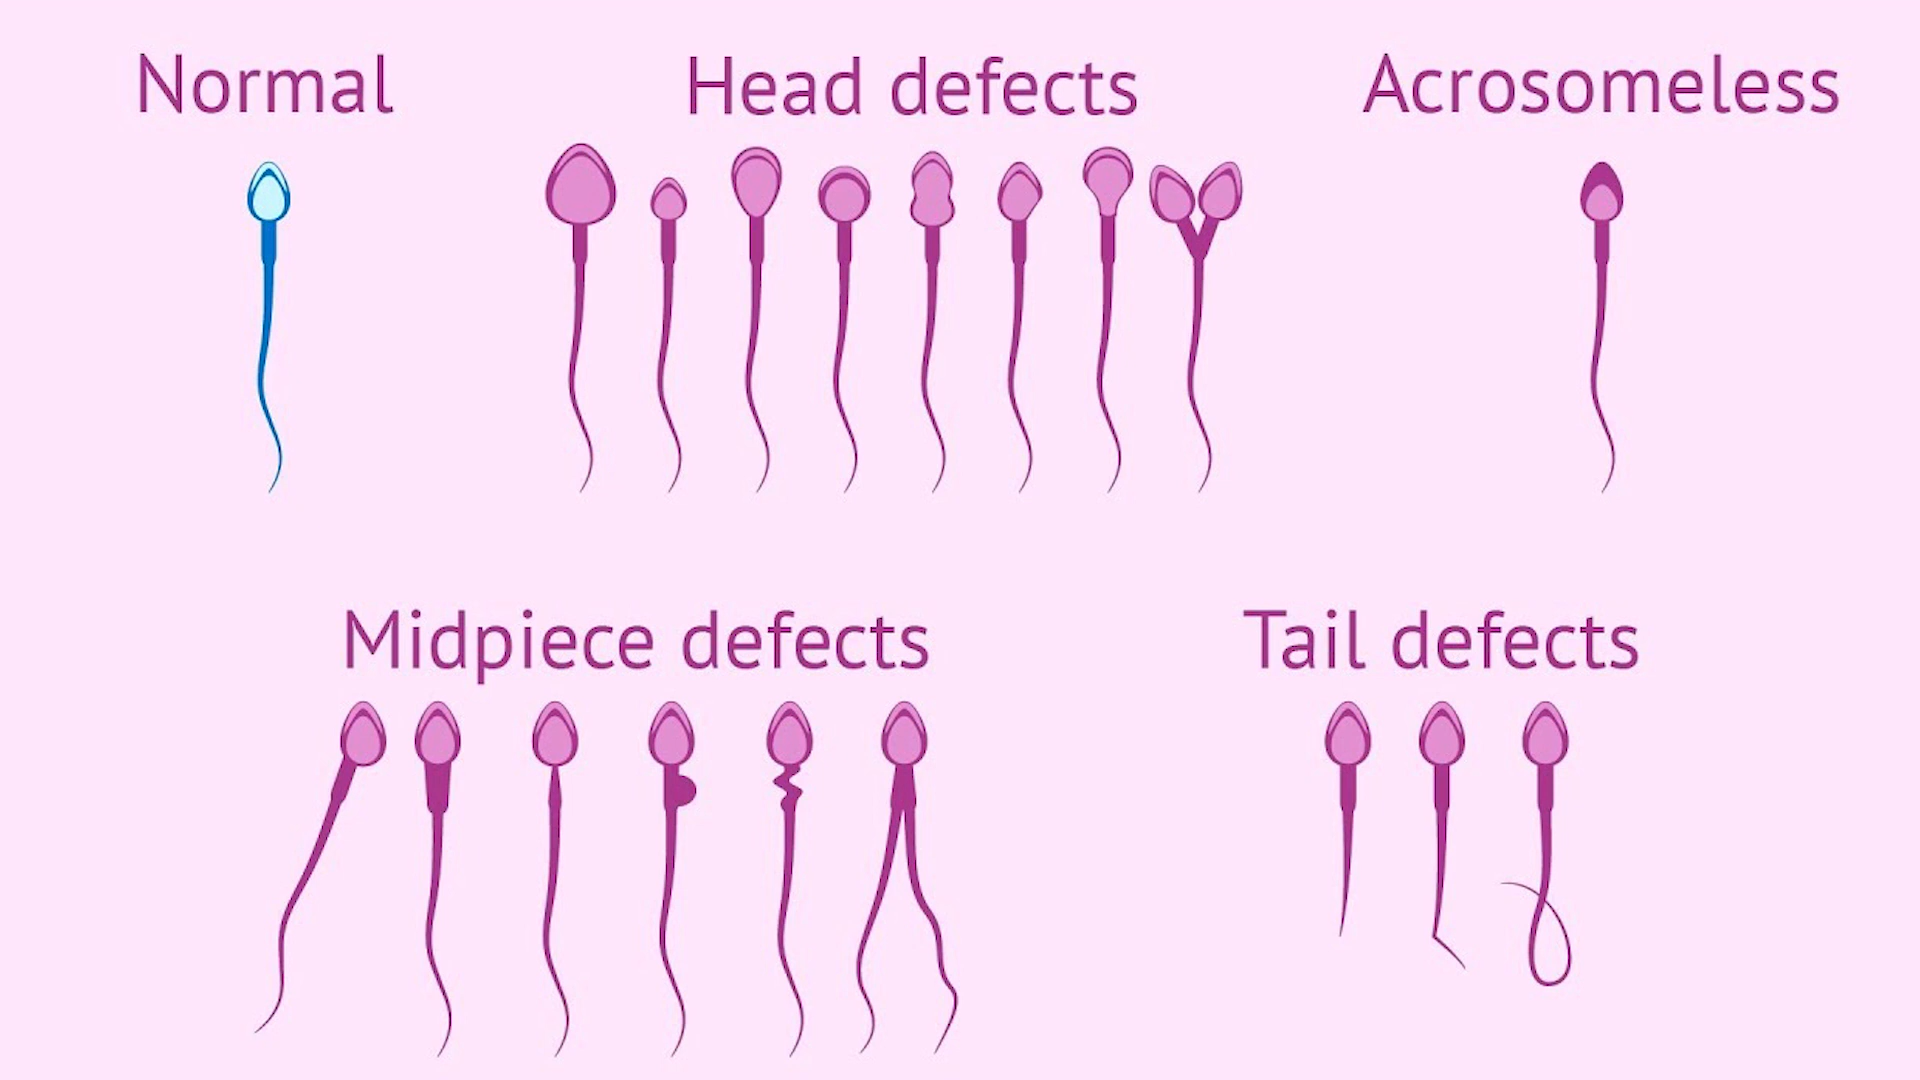 Normal
Head defects
Acrosomeless
Midpiece defects
Tail defects